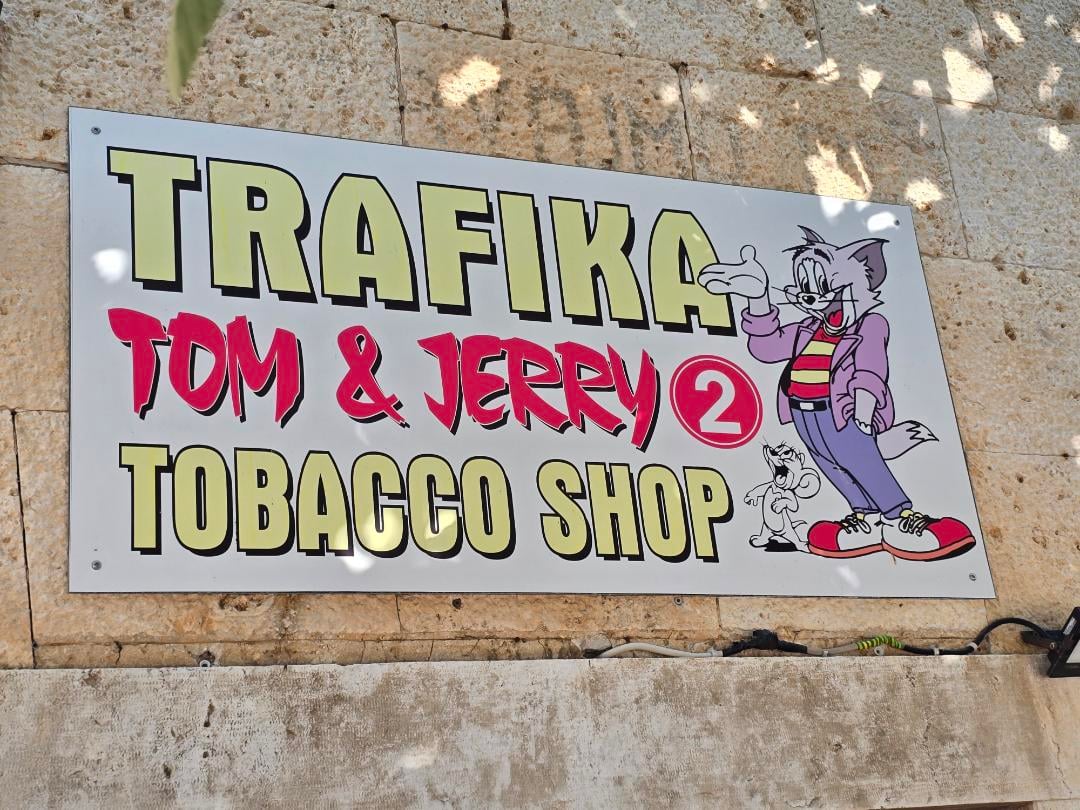 TRAFIKA
TOM & JERRY 2
TOBACCO SHOP